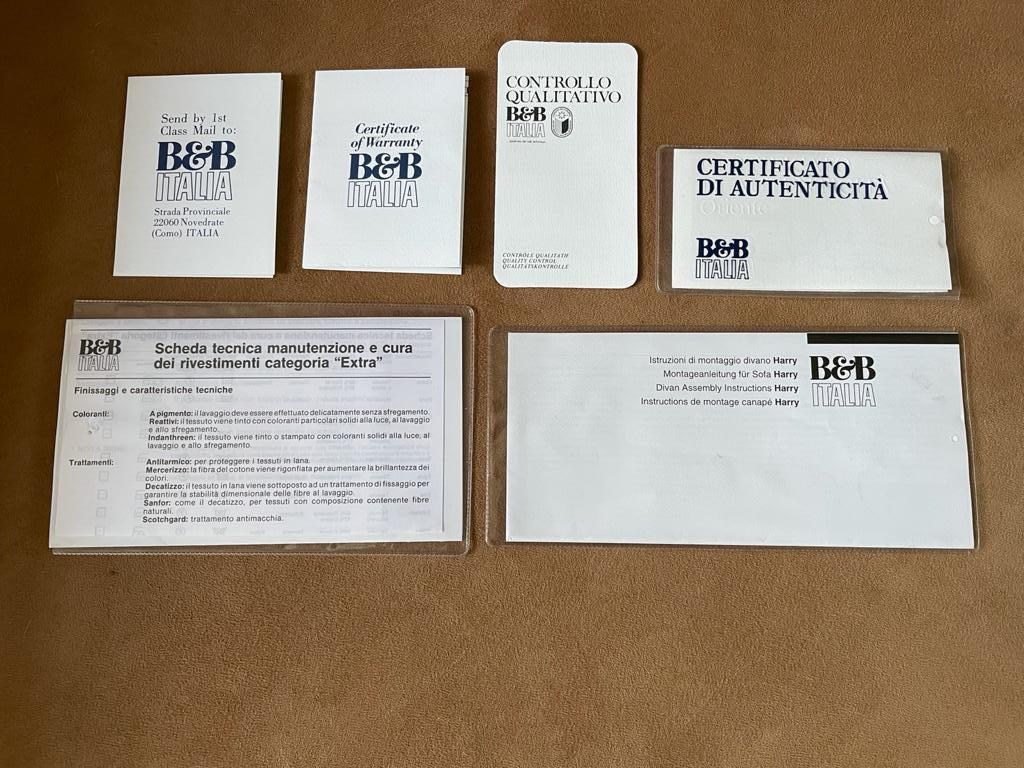 Send by 1st
Class Mail to:
B&B
ITALIA
Strada Provinciale
22060 Novedrate
(Como) ITALIA
Certificate
of Warranty
B&B
ITALIA
CONTROLLO
QUALITATIVO
B&B
ITALIA
CONTRÔLE QUALITATIF
QUALITY CONTROL
QUALITÄTSKONTROLLE
CERTIFICATO
DI AUTENTICITÀ
Oriente
B&B
ITALIA
B&B
ITALIA
Scheda tecnica manutenzione e cura
dei rivestimenti categoria "Extra"
Finissaggi e caratteristiche tecniche
Coloranti:
A pigmento: il lavaggio deve essere effettuato delicatamente senza sfregamento.
Reattivi: il tessuto viene tinto con coloranti particolari solidi alla luce, al lavaggio
e allo sfregamento.
Indanthreen: il tessuto viene tinto o stampato con coloranti solidi alla luce, al
lavaggio e allo sfregamento.
Trattamenti:
Antitarmico: per proteggere i tessuti in lana.
Mercerizzo: la fibra del cotone viene rigonfiata per aumentare la brillantezza dei
colori.
Decatizzo: il tessuto in lana viene sottoposto ad un trattamento di fissaggio per
garantire la stabilità dimensionale delle fibre al lavaggio.
Sanfor: come il decatizzo, per tessuti con composizione contenente fibre
naturali.
Scotchgard: trattamento antimacchia.
Istruzioni di montaggio divano Harry
Montageanleitung für Sofa Harry
Divan Assembly Instructions Harry
Instructions de montage canapé Harry
B&B
ITALIA